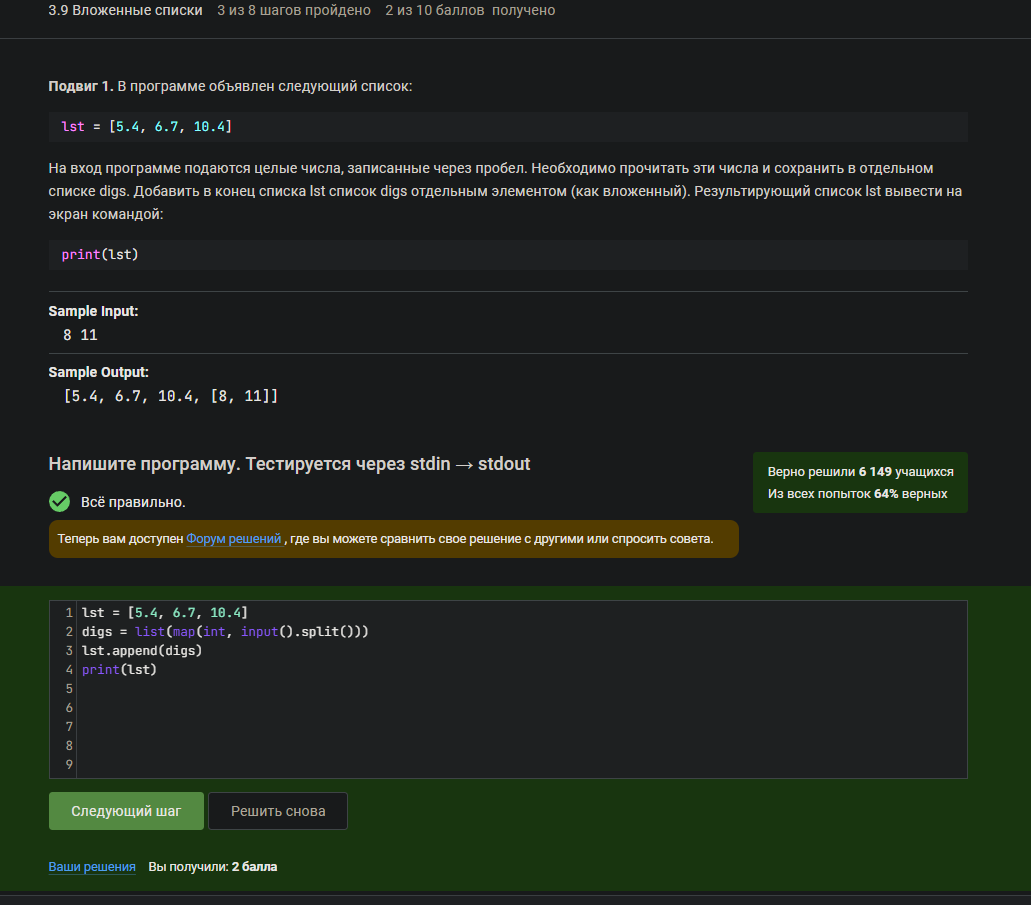 3.9 Вложенные списки 3 из 8 шагов пройдено 2 из 10 баллов получено
Подвиг 1. В программе объявлен следующий список:
lst = [5.4, 6.7, 10.4]
На вход программе подаются целые числа, записанные через пробел. Необходимо прочитать эти числа и сохранить в отдельном
списке digs. Добавить в конец списка lst список digs отдельным элементом (как вложенный). Результирующий список lst вывести на
экран командой:
print(lst)
Sample Input:
8 11
Sample Output:
[5.4, 6.7, 10.4, [8, 11]]
Напишите программу. Тестируется через stdin → stdout
Верно решили 6 149 учащихся
Из всех попыток 64% верных
Всё правильно.
Теперь вам доступен Форум решений , где вы можете сравнить свое решение с другими или спросить совета.
1 lst = [5.4, 6.7, 10.4]
2 digs = list(map(int, input().split()))
3 lst.append(digs)
4 print(lst)
5
6
7
8
9
Следующий шаг Решить снова
Ваши решения Вы получили: 2 балла